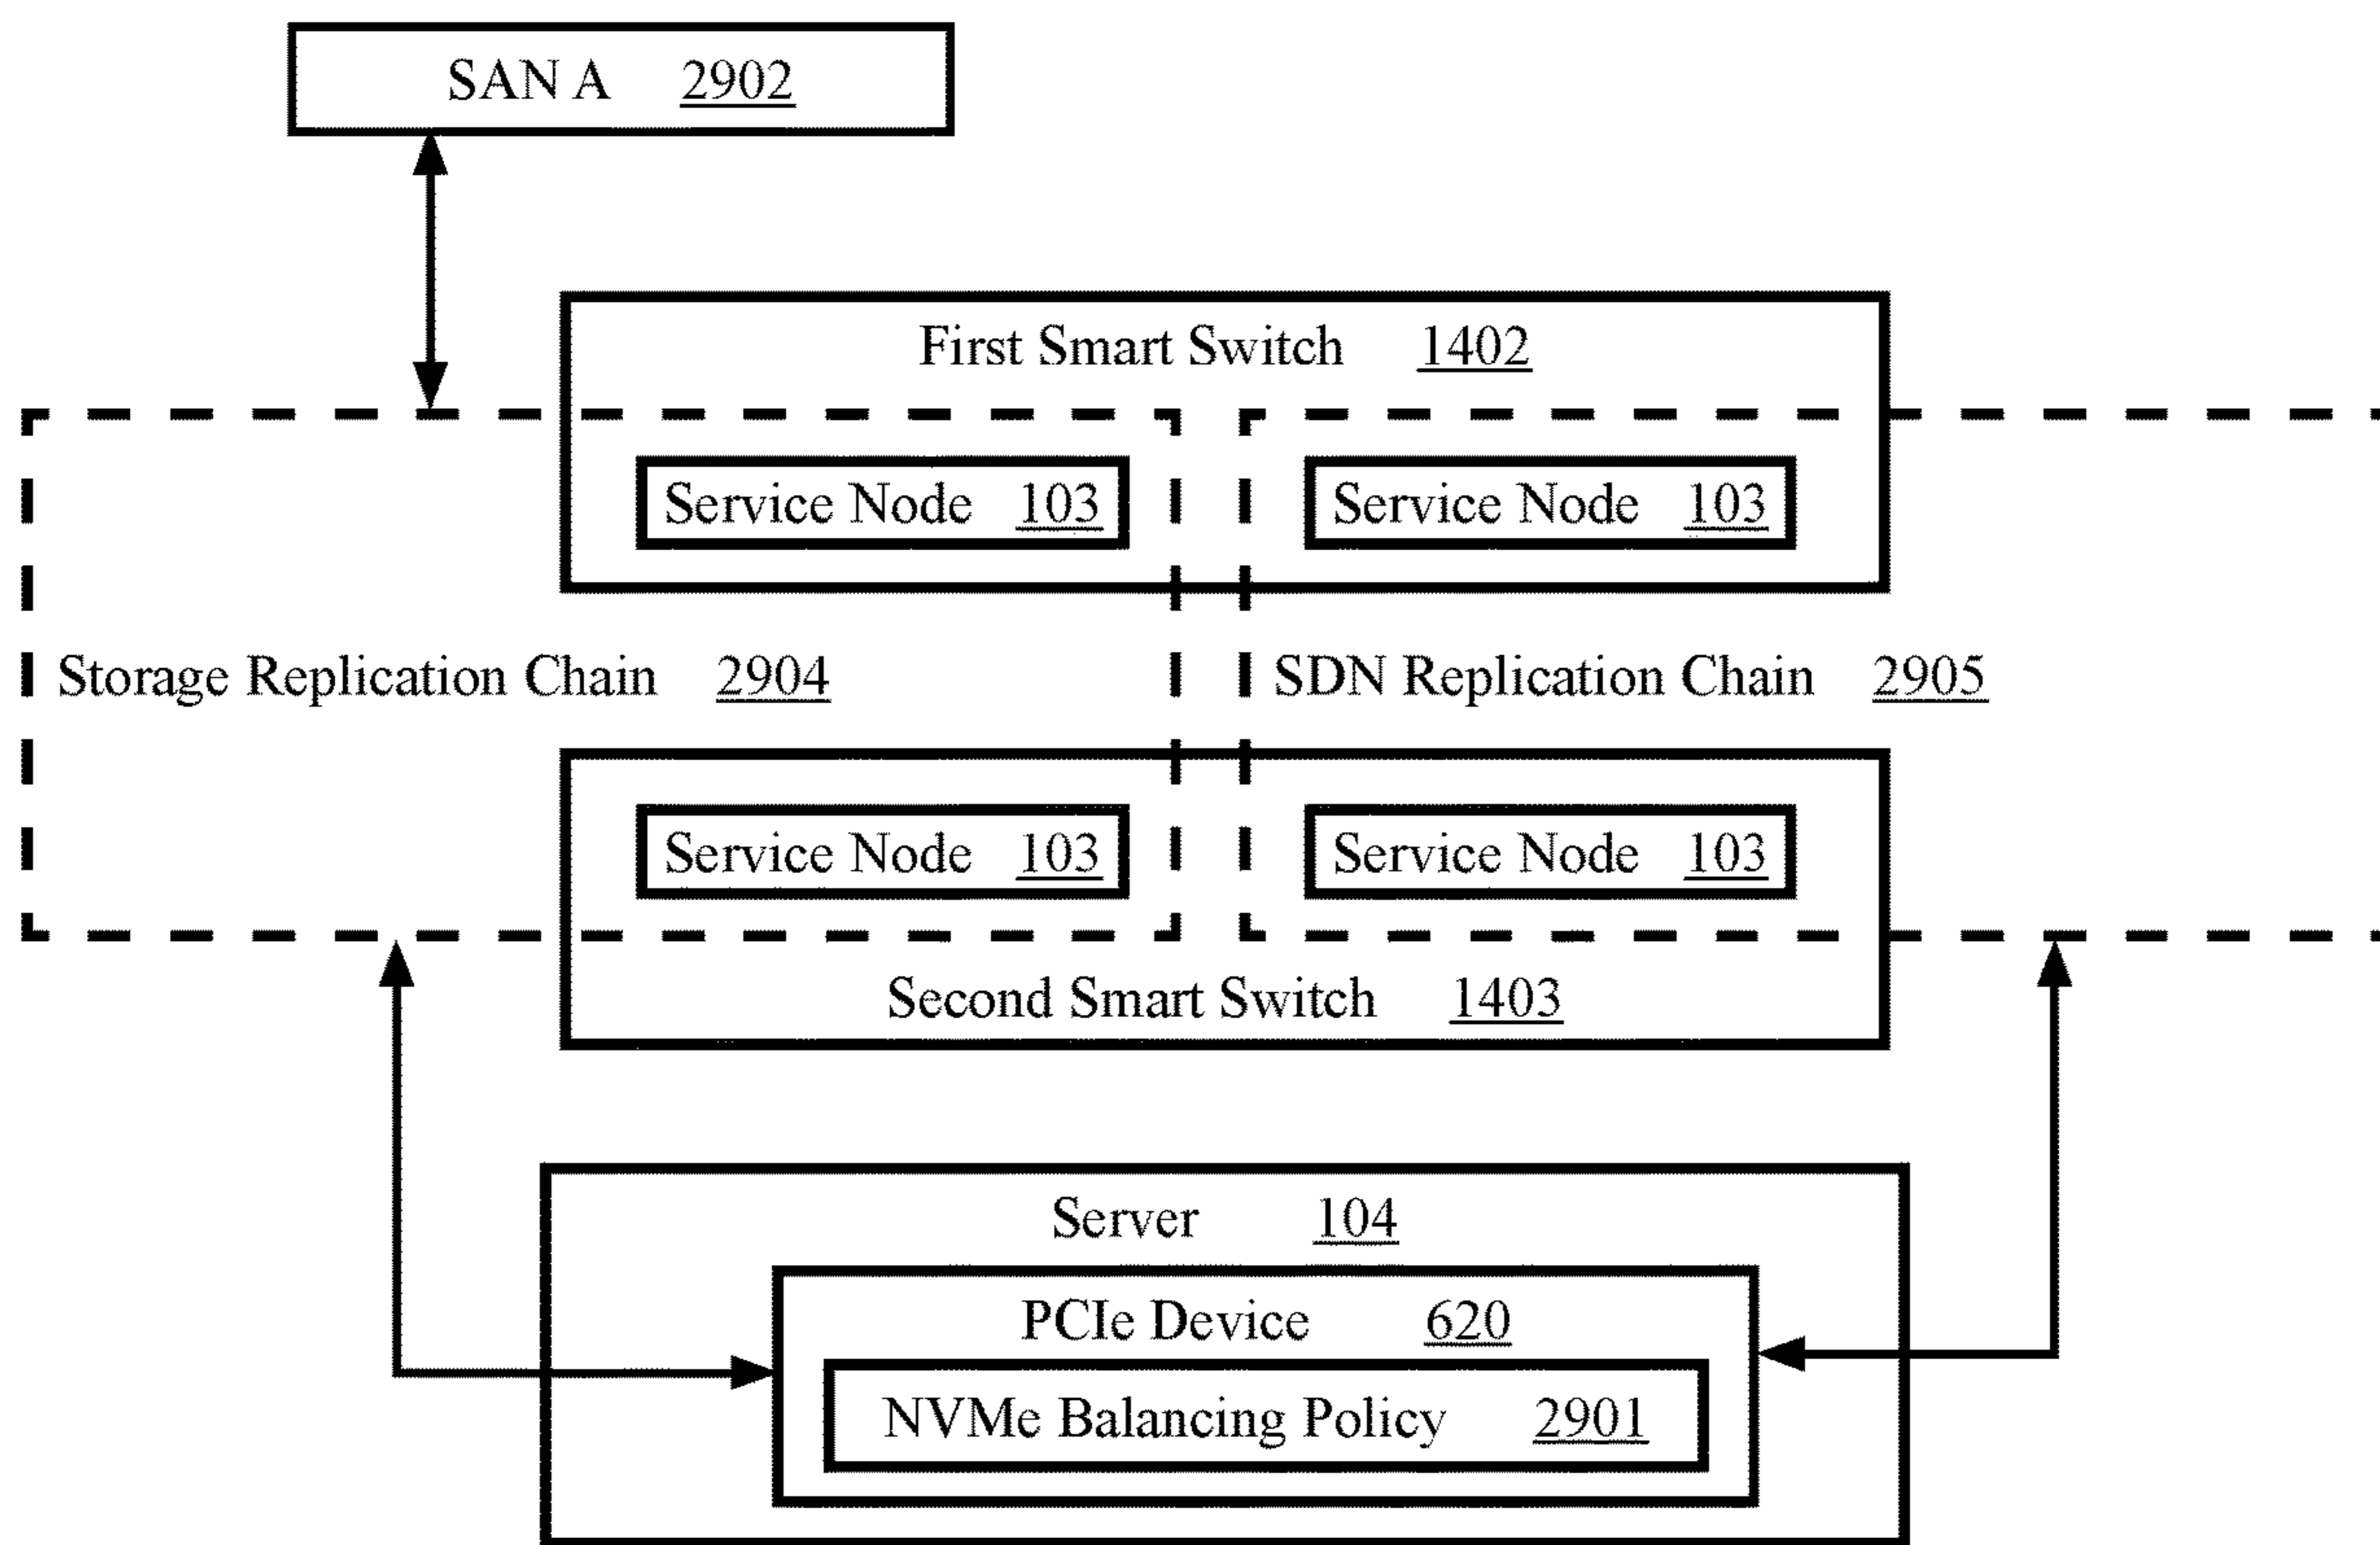 SAN A 2902
First Smart Switch 1402
Service Node 103
Service Node 103
Storage Replication Chain 2904
SDN Replication Chain 2905
Service Node 103
Service Node 103
Second Smart Switch 1403
Server 104
PCIe Device 620
NVMe Balancing Policy 2901